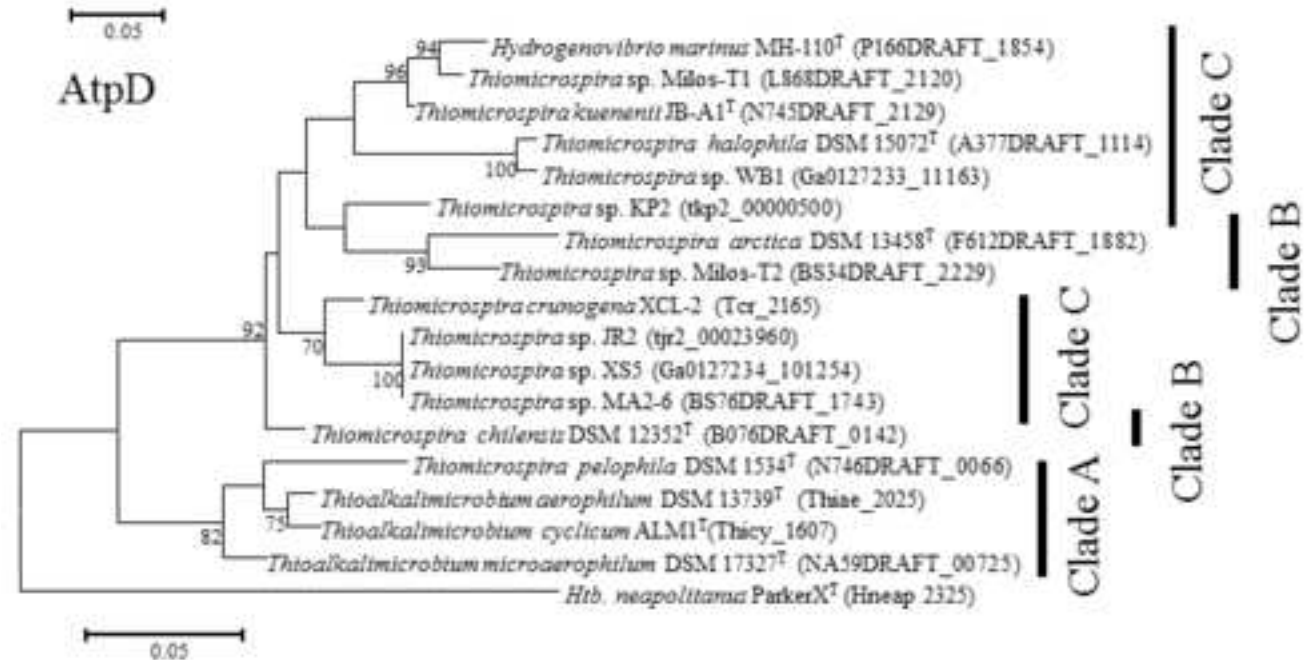 0.05
AtpD
94
Hydrogenovibrio marinus MH-110ᵀ (P166DRAFT_1854)
96
Thiomicrospira sp. Milos-T1 (L868DRAFT_2120)
Thiomicrospira kuenenii JB-A1ᵀ (N745DRAFT_2129)
Thiomicrospira halophila DSM 15072ᵀ (A377DRAFT_1114)
100
Thiomicrospira sp. WB1 (Ga0127233_11163)
Thiomicrospira sp. KP2 (tkp2_00000500)
Thiomicrospira arctica DSM 13458ᵀ (F612DRAFT_1882)
93
Thiomicrospira sp. Milos-T2 (BS34DRAFT_2229)
Thiomicrospira crunogena XCL-2 (Tcr_2165)
92
Thiomicrospira sp. JR2 (tjr2_00023960)
70
Thiomicrospira sp. XS5 (Ga0127234_101254)
100
Thiomicrospira sp. MA2-6 (BS76DRAFT_1743)
Thiomicrospira chilensis DSM 12352ᵀ (B076DRAFT_0142)
Thiomicrospira pelophila DSM 1534ᵀ (N746DRAFT_0066)
Thioalkalimicrobium aerophilum DSM 13739ᵀ (Thiae_2025)
75
Thioalkalimicrobium cyclicum ALM1ᵀ(Thicy_1607)
82
Thioalkalimicrobium microaerophilum DSM 17327ᵀ (NA59DRAFT_00725)
Htb. neapolitanus ParkerXᵀ (Hneap 2325)
Clade C
Clade B
Clade C
Clade B
Clade A
0.05